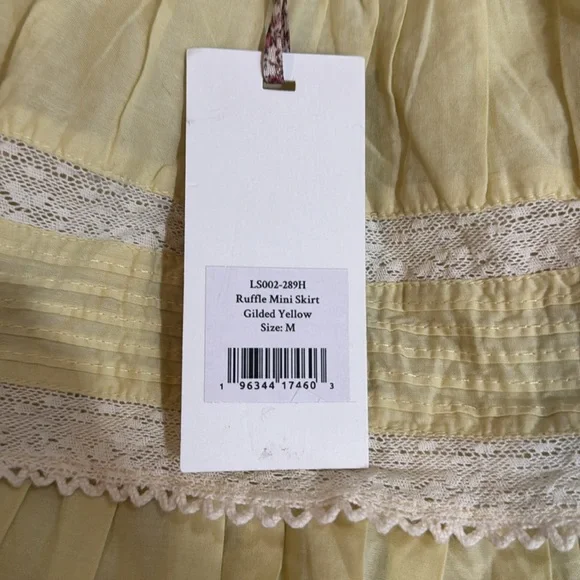 LS002-289H
Ruffle Mini Skirt
Gilded Yellow
Size: M
1 96344 17460 3